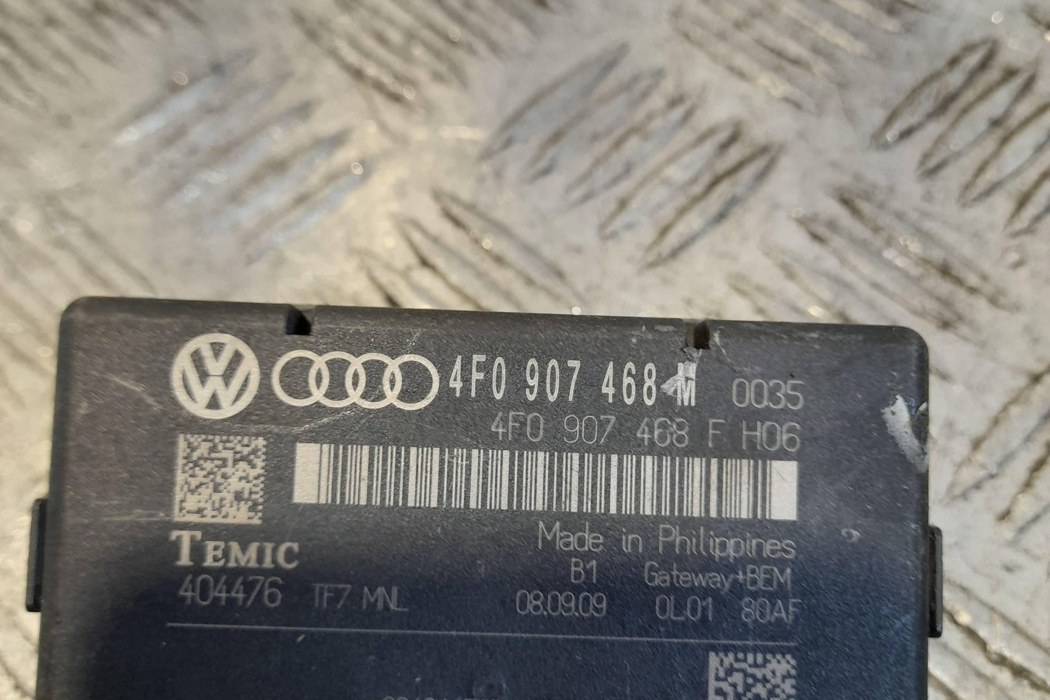 4F0 907 468 M 0035
4F0 907 468 F H06
TEMIC
Made in Philippines
B1 Gateway+BEM
404476 TF7 MNL 08.09.09 0L01 80AF